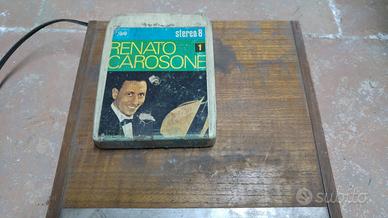 stereo 8
RENATO
CAROSONE
1
subito